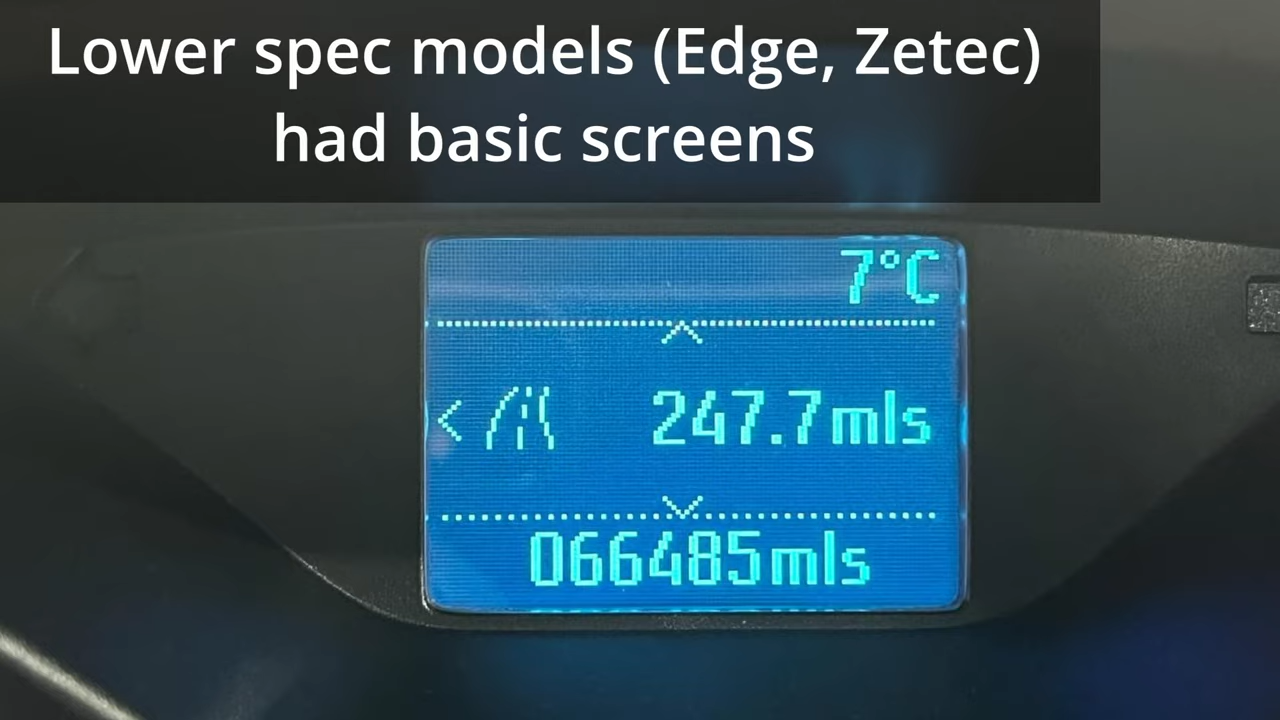 Lower spec models (Edge, Zetec)
had basic screens
7°C
247.7mls
066485mls